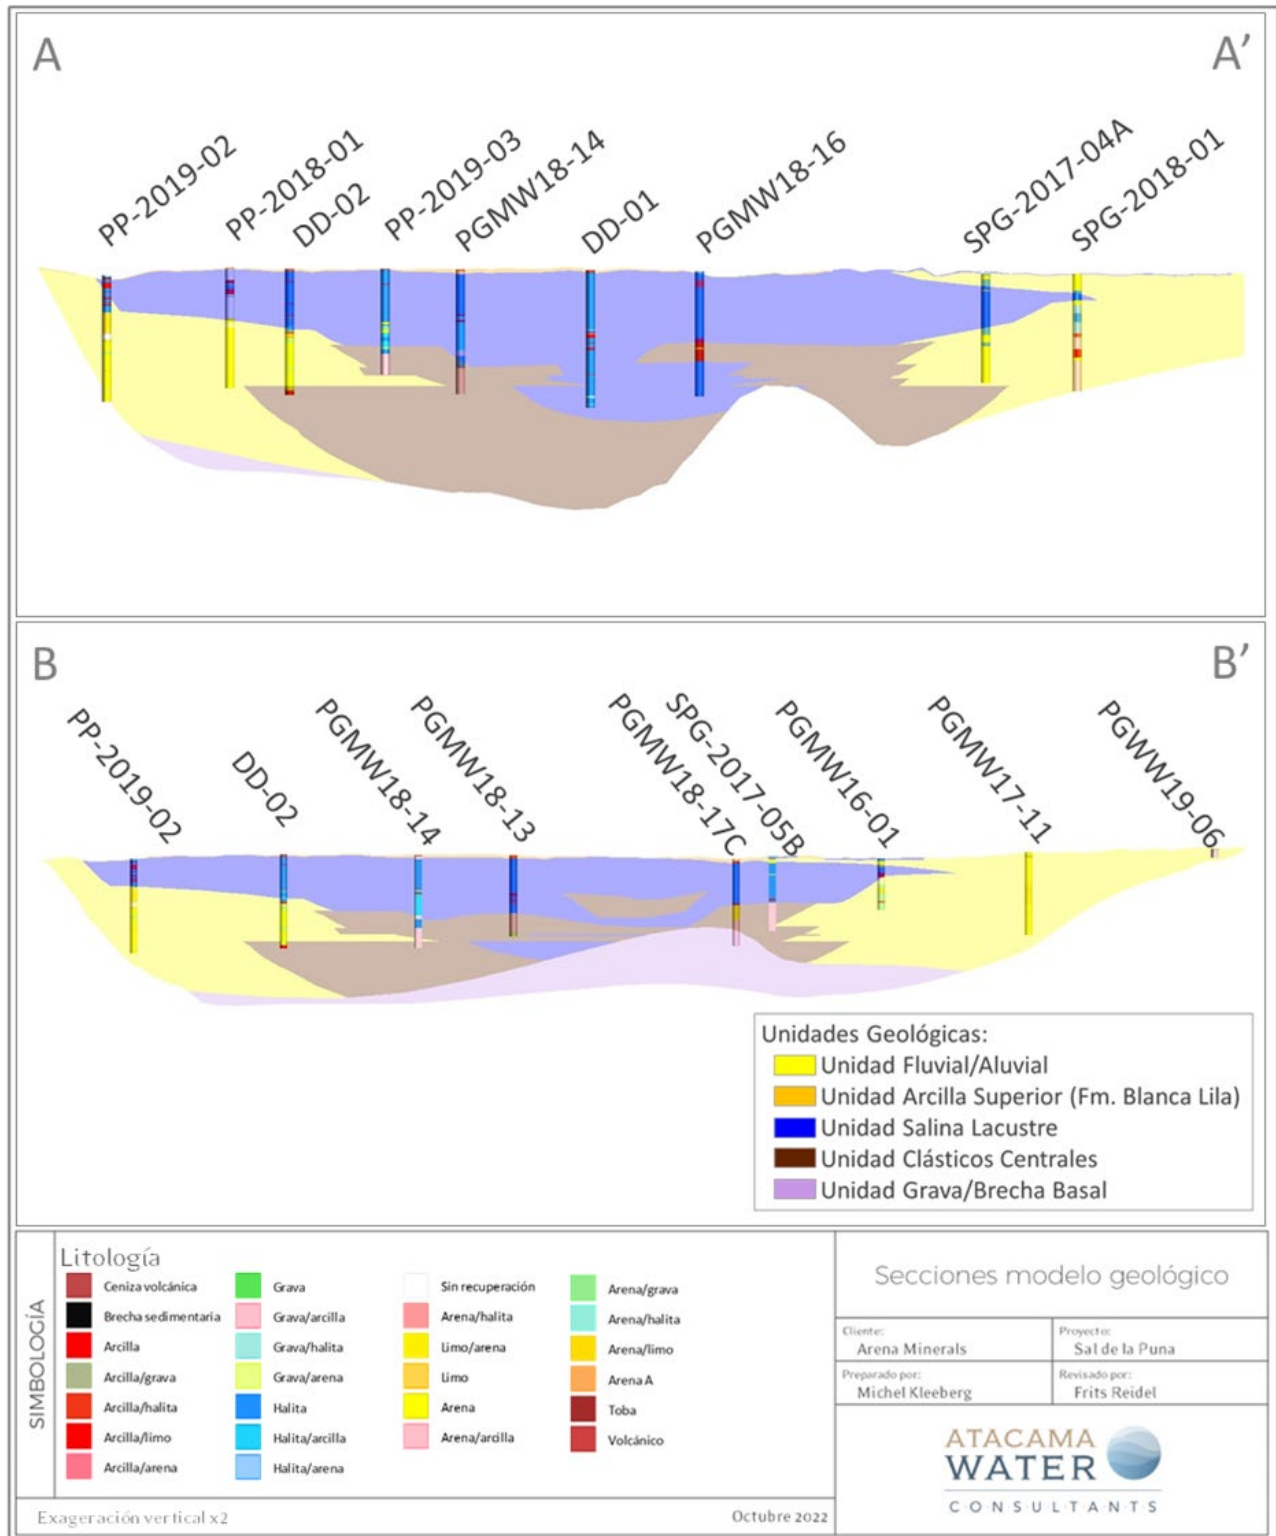 A
A'
PP-2019-02
PP-2018-01
DD-02
PP-2019-03
PGMW18-14
DD-01
PGMW18-16
SPG-2017-04A
SPG-2018-01
B
B'
PP-2019-02
DD-02
PGMW18-14
PGMW18-13
PGMW18-17C
SPG-2017-05B
PGMW16-01
PGMW17-11
PGWW19-06
Unidades Geológicas:
Unidad Fluvial/Aluvial
Unidad Arcilla Superior (Fm. Blanca Lila)
Unidad Salina Lacustre
Unidad Clásticos Centrales
Unidad Grava/Brecha Basal
SIMBOLOGÍA
Litología
Ceniza volcánica
Brecha sedimentaria
Arcilla
Arcilla/grava
Arcilla/halita
Arcilla/limo
Arcilla/arena
Grava
Grava/arcilla
Grava/halita
Grava/arena
Halita
Halita/arcilla
Halita/arena
Sin recuperación
Arena/halita
Limo/arena
Limo
Arena
Arena/arcilla
Arena/grava
Arena/halita
Arena/limo
Arena A
Toba
Volcánico
Exageración vertical x2
Octubre 2022
Secciones modelo geológico
Cliente:
Arena Minerals
Proyecto:
Sal de la Puna
Preparado por:
Michel Kleeberg
Revisado por:
Frits Reidel
ATACAMA
WATER
CONSULTANTS